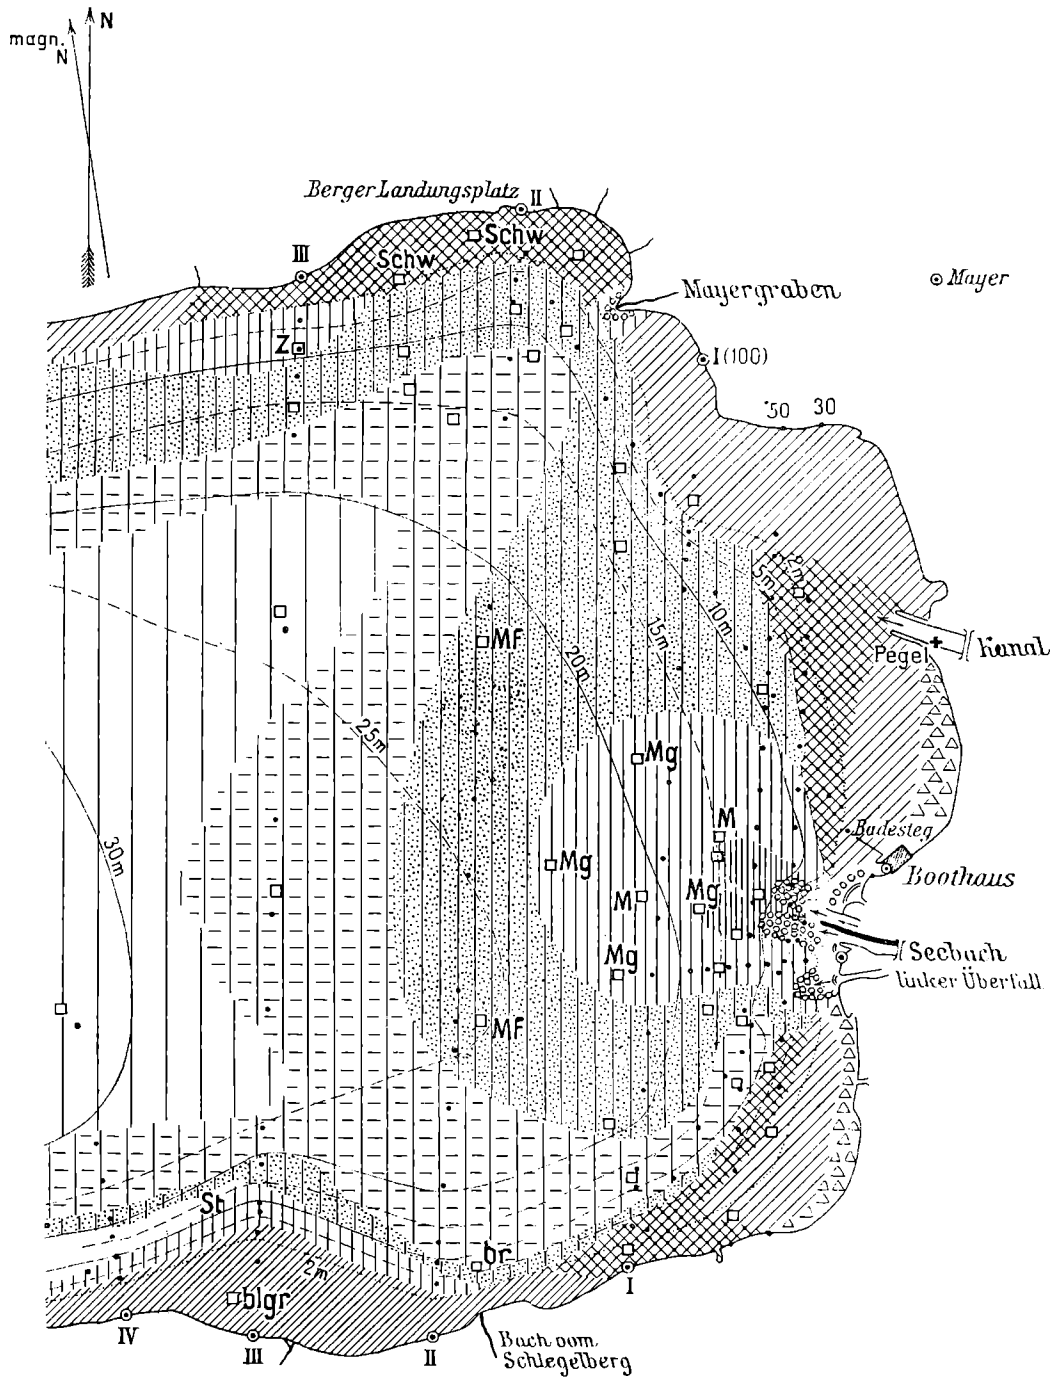 N
magn.
N
Berger Landungsplatz
II
Schw
III
Schw
Mayergraben
Mayer
Z
I (100)
50
30
2m
5m
10m
Kanal
Pegel
MF
15m
20m
25m
Mg
M
Badesteg
30m
Mg
Boothaus
M
Mg
Seebach
Mg
linker Überfall
MF
St
br
2m
I
blgr
IV
III
II
Bach vom
Schlegelberg